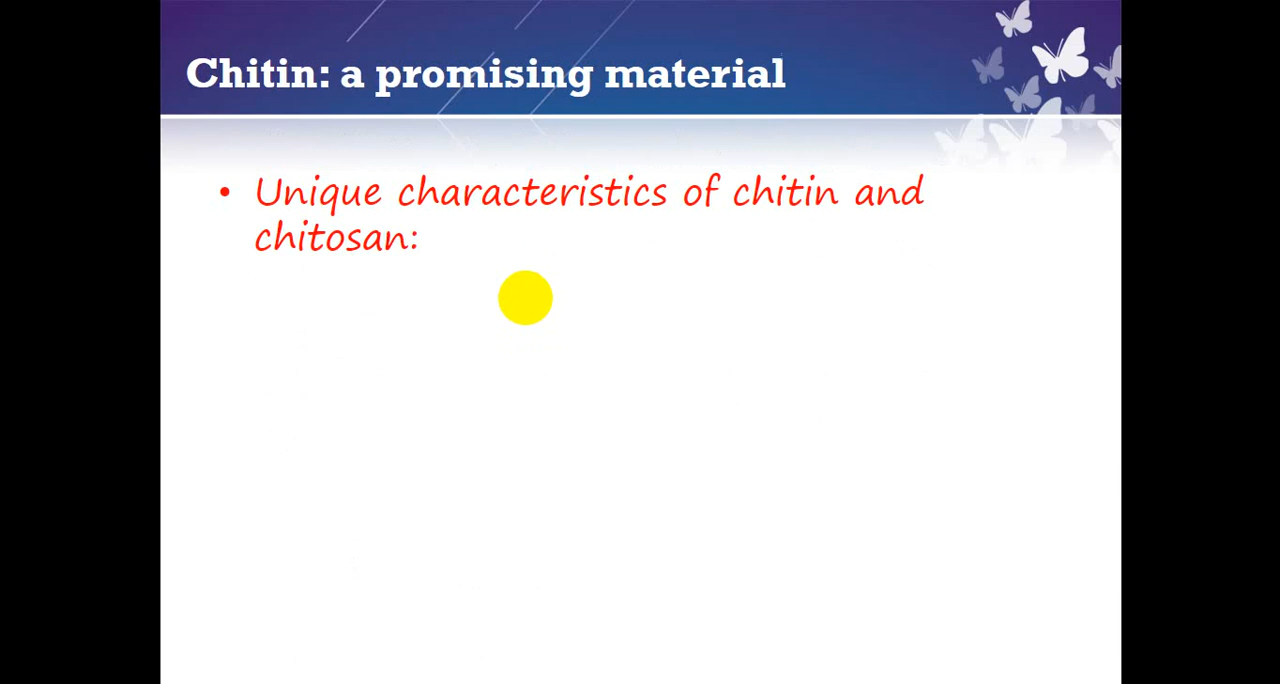 Chitin: a promising material
• Unique characteristics of chitin and
chitosan: